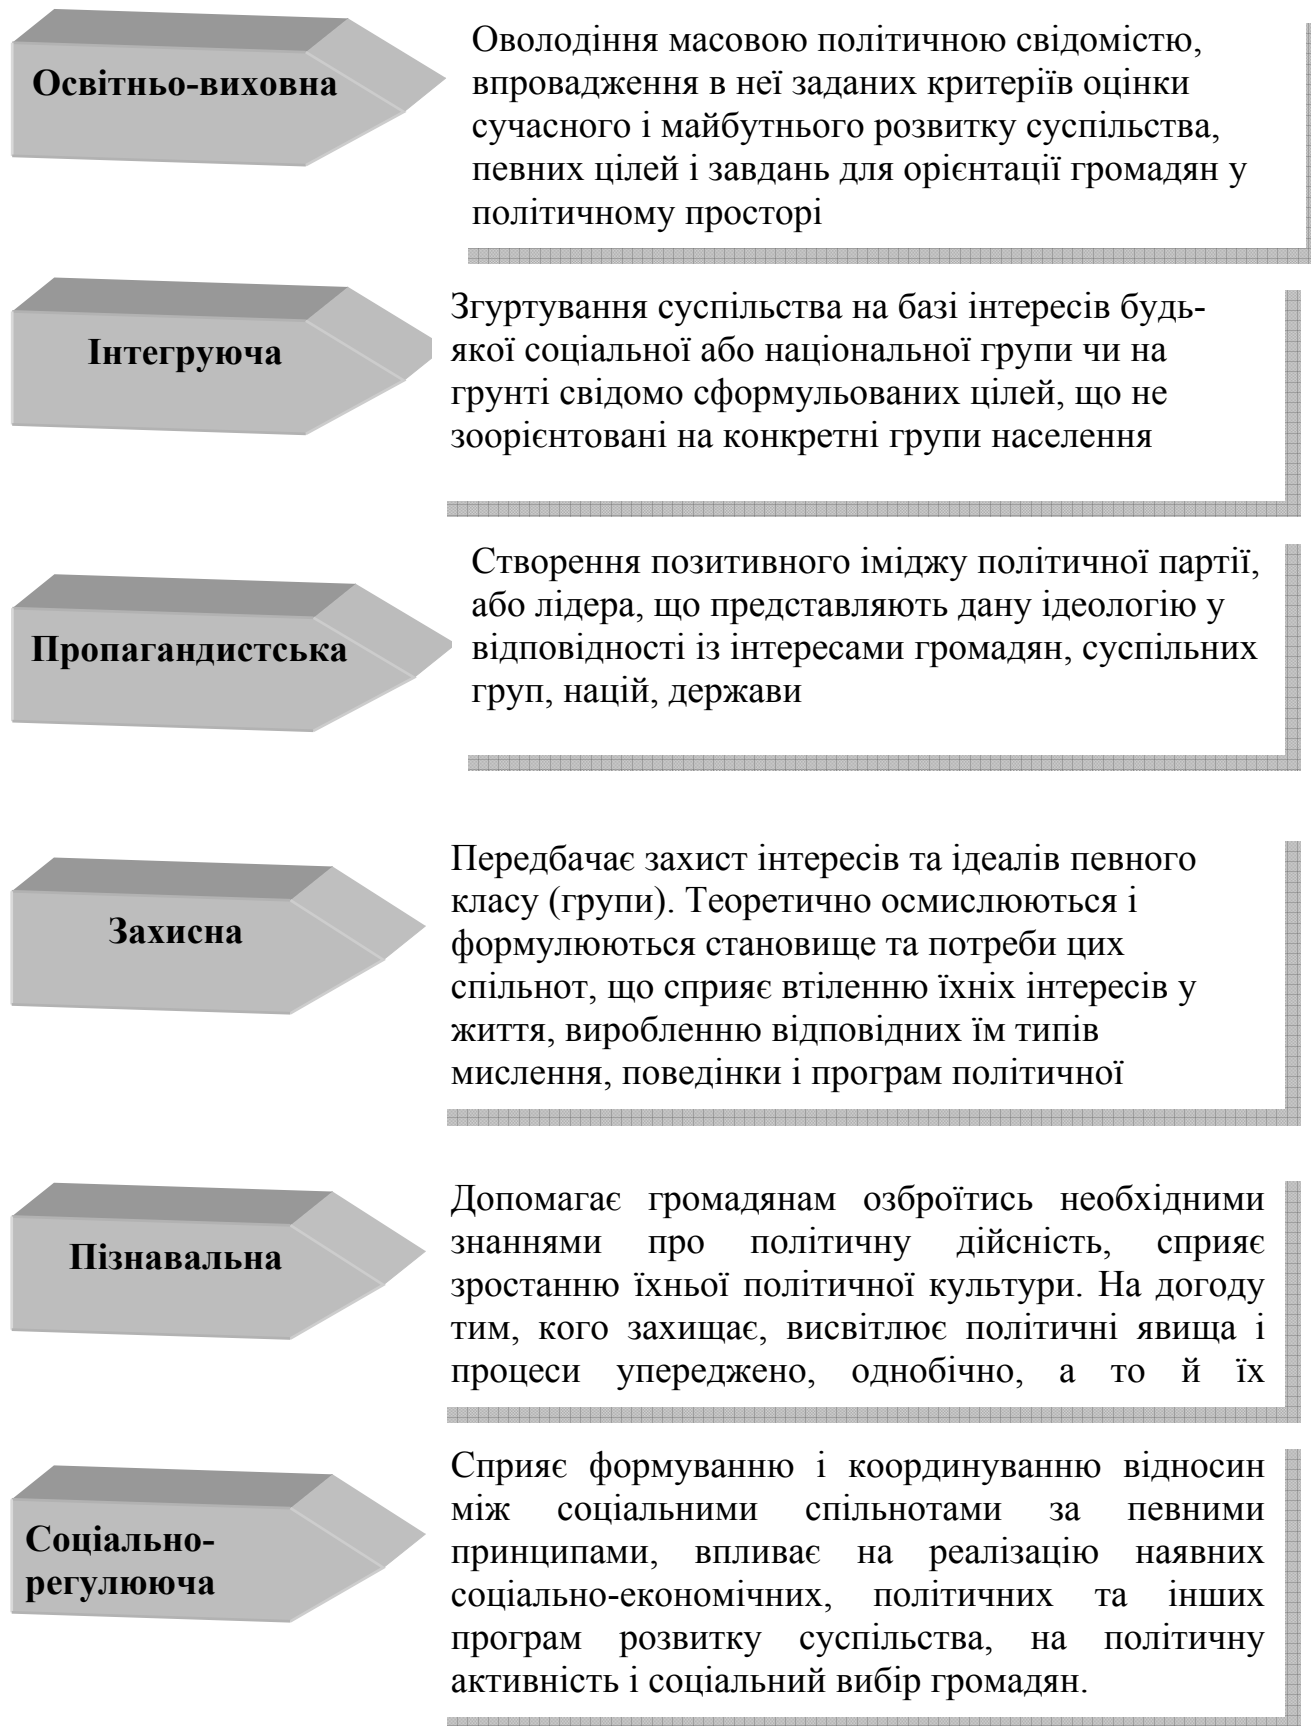 Освітньо-виховна
Оволодіння масовою політичною свідомістю,
впровадження в неї заданих критеріїв оцінки
сучасного і майбутнього розвитку суспільства,
певних цілей і завдань для орієнтації громадян у
політичному просторі
Інтегруюча
Згуртування суспільства на базі інтересів будь-
якої соціальної або національної групи чи на
грунті свідомо сформульованих цілей, що не
зоорієнтовані на конкретні групи населення
Пропагандистська
Створення позитивного іміджу політичної партії,
або лідера, що представляють дану ідеологію у
відповідності із інтересами громадян, суспільних
груп, націй, держави
Захисна
Передбачає захист інтересів та ідеалів певного
класу (групи). Теоретично осмислюються і
формулюються становище та потреби цих
спільнот, що сприяє втіленню їхніх інтересів у
життя, виробленню відповідних їм типів
мислення, поведінки і програм політичної
Пізнавальна
Допомагає громадянам озброїтись необхідними
знаннями про політичну дійсність, сприяє
зростанню їхньої політичної культури. На догоду
тим, кого захищає, висвітлює політичні явища і
процеси упереджено, однобічно, а то й їх
Соціально-
регулююча
Сприяє формуванню і координуванню відносин
між соціальними спільнотами за певними
принципами, впливає на реалізацію наявних
соціально-економічних, політичних та інших
програм розвитку суспільства, на політичну
активність і соціальний вибір громадян.